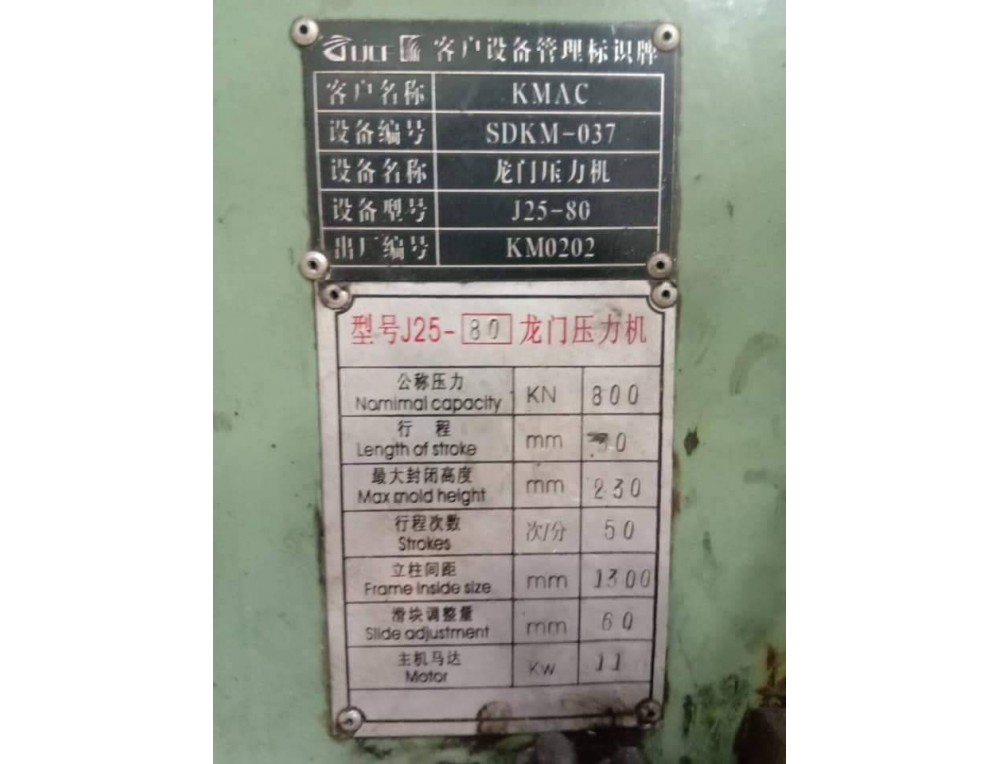 客户设备管理标识牌
客户名称 KMAC
设备编号 SDKM-037
设备名称 龙门压力机
设备型号 J25-80
出厂编号 KM0202
型号J25-80龙门压力机
公称压力 KN 800
Namimal capacity
行 程 mm
Length of stroke
最大封闭高度 mm 230
Max mold height
行程次数 次/分 50
Strokes
立柱间距 mm 1300
Frame inside size
滑块调整量 mm 60
Slide adjustment
主机马达 Kw 11
Motor